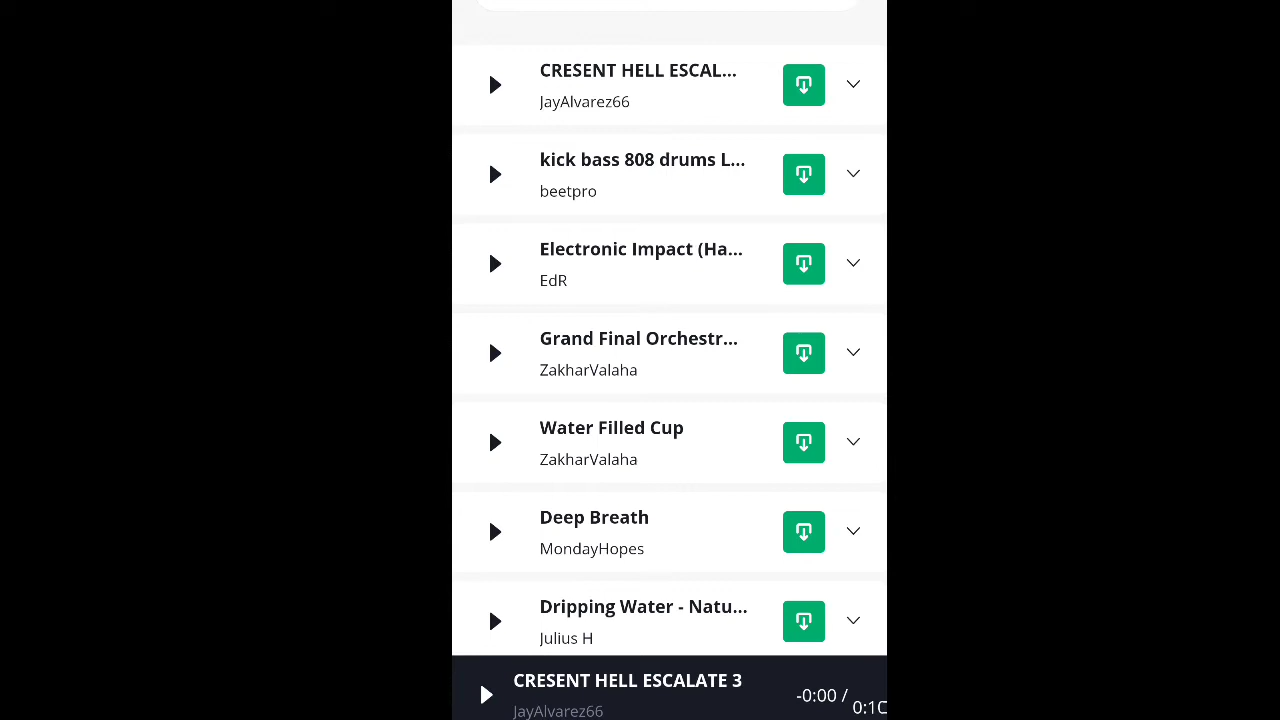 CRESENT HELL ESCAL...
JayAlvarez66
kick bass 808 drums L...
beetpro
Electronic Impact (Ha...
EdR
Grand Final Orchestr...
ZakharValaha
Water Filled Cup
ZakharValaha
Deep Breath
MondayHopes
Dripping Water - Natu...
Julius H
CRESENT HELL ESCALATE 3
JayAlvarez66
-0:00 /